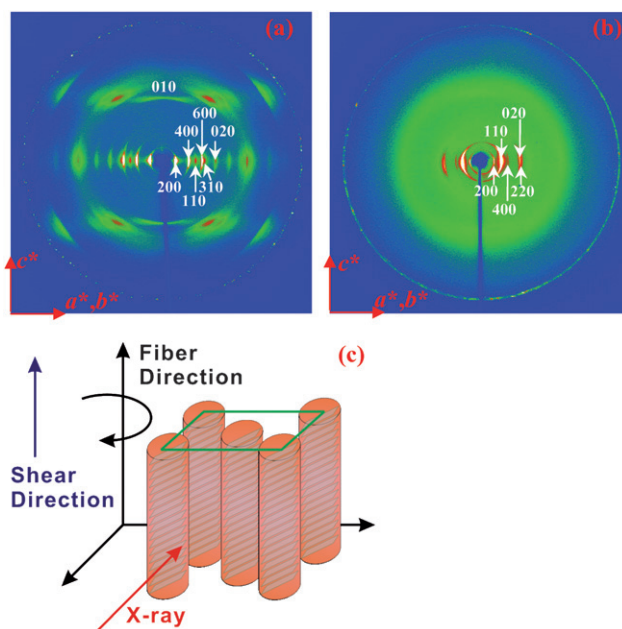 (a)
010
600
400
020
200
310
110
c*
a*,b*
(b)
020
110
200
220
400
c*
a*,b*
(c)
Fiber
Direction
Shear
Direction
X-ray